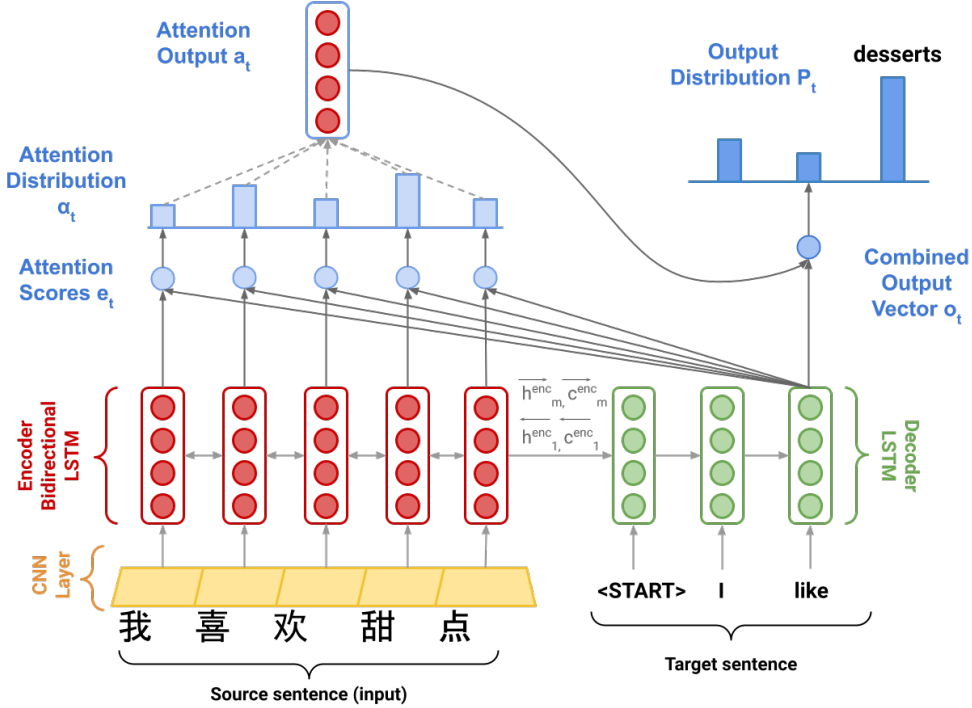 Attention
Output a_t
Output
Distribution P_t
desserts
Attention
Distribution
α_t
Attention
Scores e_t
Combined
Output
Vector o_t
Encoder
Bidirectional
LSTM
h^enc_m, c^enc_m
h^enc_1, c^enc_1
Decoder
LSTM
CNN
Layer
<START> I like
我 喜 欢 甜 点
Source sentence (input)
Target sentence